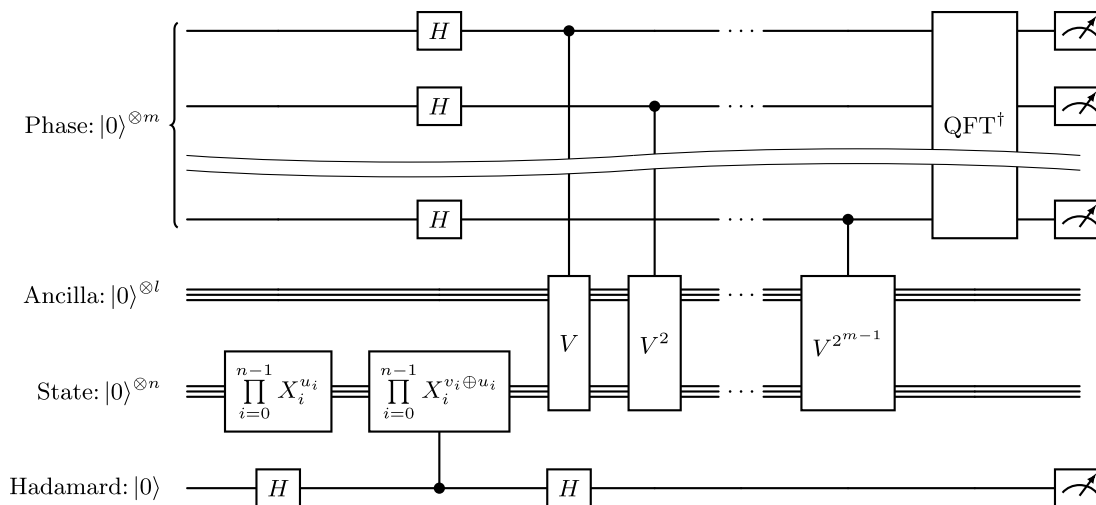 H
Phase: |0⟩^{⊗m}
H
QFT†
H
Ancilla: |0⟩^{⊗l}
State: |0⟩^{⊗n}
∏_{i=0}^{n−1} X_i^{u_i}
∏_{i=0}^{n−1} X_i^{v_i⊕u_i}
V
V^2
V^{2^{m−1}}
Hadamard: |0⟩
H
H